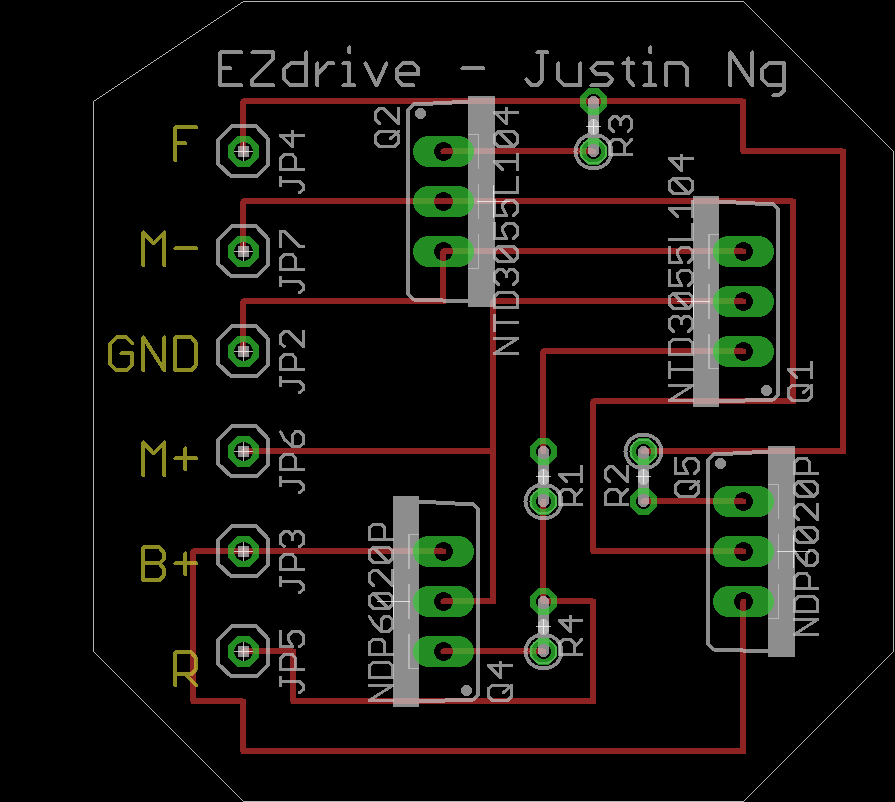 EZdrive - Justin Ng
F
JP4
Q2
NTD3055L104
R3
M-
JP7
NTD3055L104
Q1
GND
JP2
M+
JP6
R1
R2
Q5
NDP6020P
B+
JP3
NDP6020P
Q4
R4
R
JP5